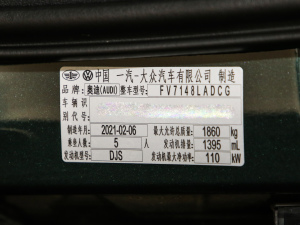 中国 一汽-大众汽车有限公司 制造
品牌 奥迪(AUDI) 整车型号 FV7148LADCG
车辆识
别代号
制造年月 2021-02-06 最大允许总质量 1860 kg
乘坐人数 5 人 发动机排量 1395 mL
发动机型号 DJS 发动机最大净功率 110 kW